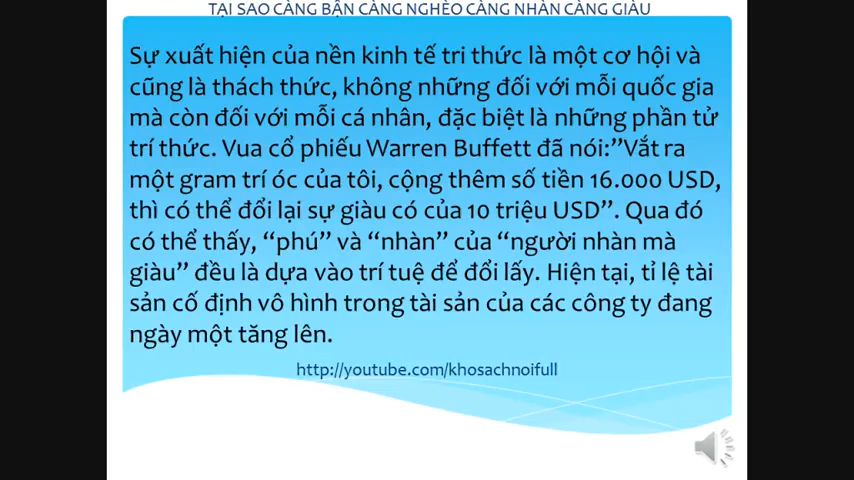 TẠI SAO CÀNG BẬN CÀNG NGHÈO CÀNG NHÀN CÀNG GIÀU
Sự xuất hiện của nền kinh tế tri thức là một cơ hội và
cũng là thách thức, không những đối với mỗi quốc gia
mà còn đối với mỗi cá nhân, đặc biệt là những phần tử
trí thức. Vua cổ phiếu Warren Buffett đã nói:”Vắt ra
một gram trí óc của tôi, cộng thêm số tiền 16.000 USD,
thì có thể đổi lại sự giàu có của 10 triệu USD”. Qua đó
có thể thấy, “phú” và “nhàn” của “người nhàn mà
giàu” đều là dựa vào trí tuệ để đổi lấy. Hiện tại, tỉ lệ tài
sản cố định vô hình trong tài sản của các công ty đang
ngày một tăng lên.
http://youtube.com/khosachnoifull